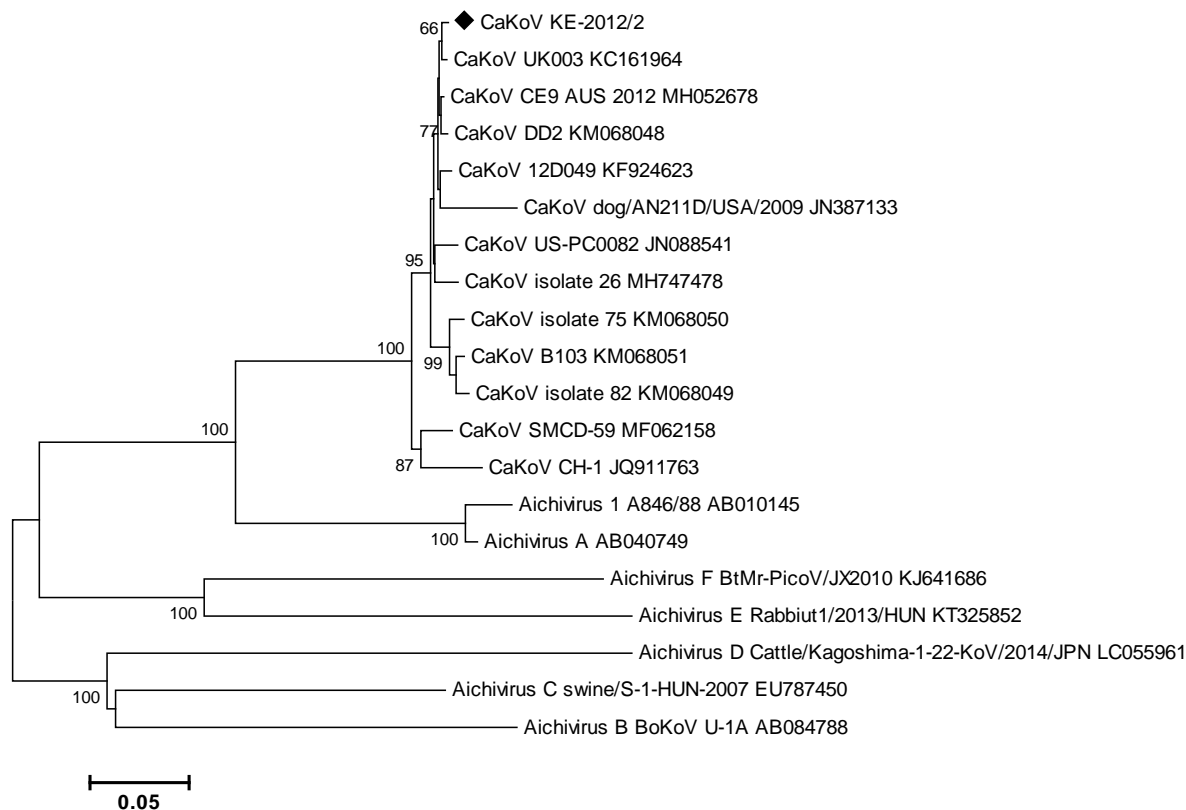 66
CaKoV KE-2012/2
CaKoV UK003 KC161964
CaKoV CE9 AUS 2012 MH052678
77
CaKoV DD2 KM068048
CaKoV 12D049 KF924623
CaKoV dog/AN211D/USA/2009 JN387133
CaKoV US-PC0082 JN088541
95
CaKoV isolate 26 MH747478
CaKoV isolate 75 KM068050
100
CaKoV B103 KM068051
99
CaKoV isolate 82 KM068049
100
CaKoV SMCD-59 MF062158
87
CaKoV CH-1 JQ911763
Aichivirus 1 A846/88 AB010145
100
Aichivirus A AB040749
Aichivirus F BtMr-PicoV/JX2010 KJ641686
100
Aichivirus E Rabbiut1/2013/HUN KT325852
Aichivirus D Cattle/Kagoshima-1-22-KoV/2014/JPN LC055961
100
Aichivirus C swine/S-1-HUN-2007 EU787450
Aichivirus B BoKoV U-1A AB084788
0.05